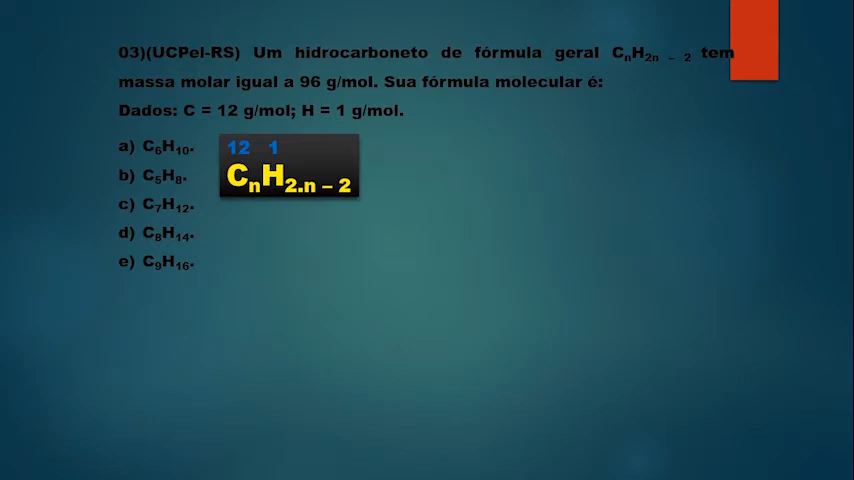 03)(UCPel-RS) Um hidrocarboneto de fórmula geral CₙH₂ₙ ₋ ₂ tem
massa molar igual a 96 g/mol. Sua fórmula molecular é:
Dados: C = 12 g/mol; H = 1 g/mol.
a) C₆H₁₀.
b) C₅H₈.
c) C₇H₁₂.
d) C₈H₁₄.
e) C₉H₁₆.
12 1
CₙH₂.ₙ – ₂